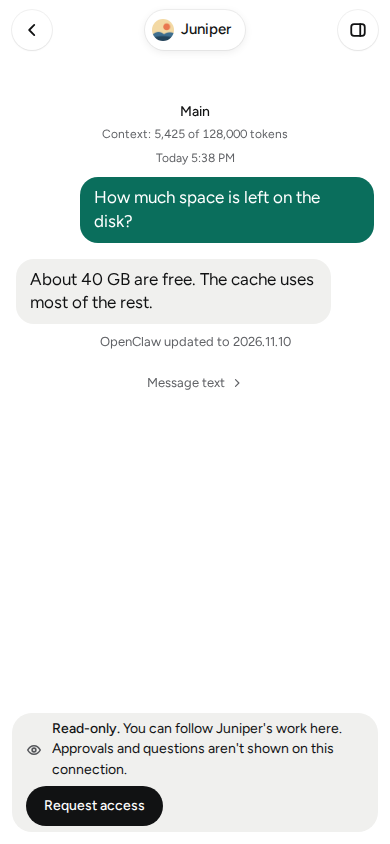 Juniper
Main
Context: 5,425 of 128,000 tokens
Today 5:38 PM
How much space is left on the
disk?
About 40 GB are free. The cache uses
most of the rest.
OpenClaw updated to 2026.11.10
Message text
Read-only. You can follow Juniper's work here.
Approvals and questions aren't shown on this
connection.
Request access